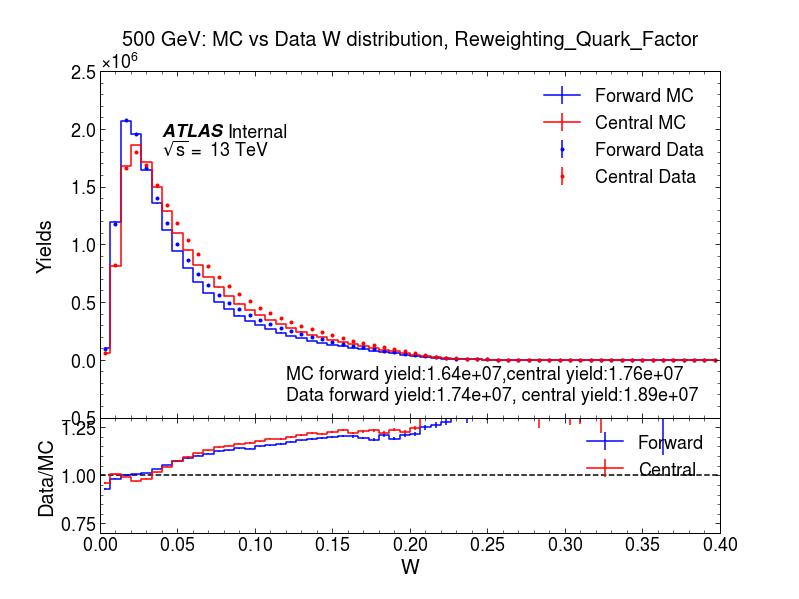 500 GeV: MC vs Data W distribution, Reweighting_Quark_Factor
×10⁶
2.5
2.0
1.5
1.0
0.5
0.0
0.5
Yields
ATLAS Internal
√s = 13 TeV
Forward MC
Central MC
Forward Data
Central Data
MC forward yield:1.64e+07,central yield:1.76e+07
Data forward yield:1.74e+07, central yield:1.89e+07
1.25
1.00
0.75
Data/MC
Forward
Central
0.00 0.05 0.10 0.15 0.20 0.25 0.30 0.35 0.40
W